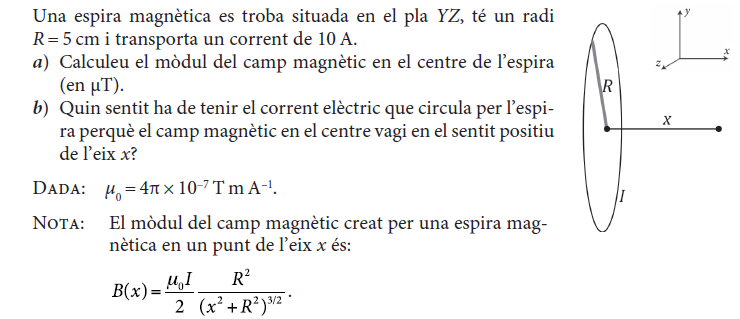 Una espira magnètica es troba situada en el pla YZ, té un radi
R = 5 cm i transporta un corrent de 10 A.
a) Calculeu el mòdul del camp magnètic en el centre de l'espira
(en μT).
b) Quin sentit ha de tenir el corrent elèctric que circula per l'espi-
ra perquè el camp magnètic en el centre vagi en el sentit positiu
de l'eix x?
DADA: μ₀ = 4π × 10⁻⁷ T m A⁻¹.
NOTA: El mòdul del camp magnètic creat per una espira mag-
nètica en un punt de l'eix x és:
B(x) = μ₀I/2 R²/(x² + R²)³ᐟ².
y
x
z
R
X
I